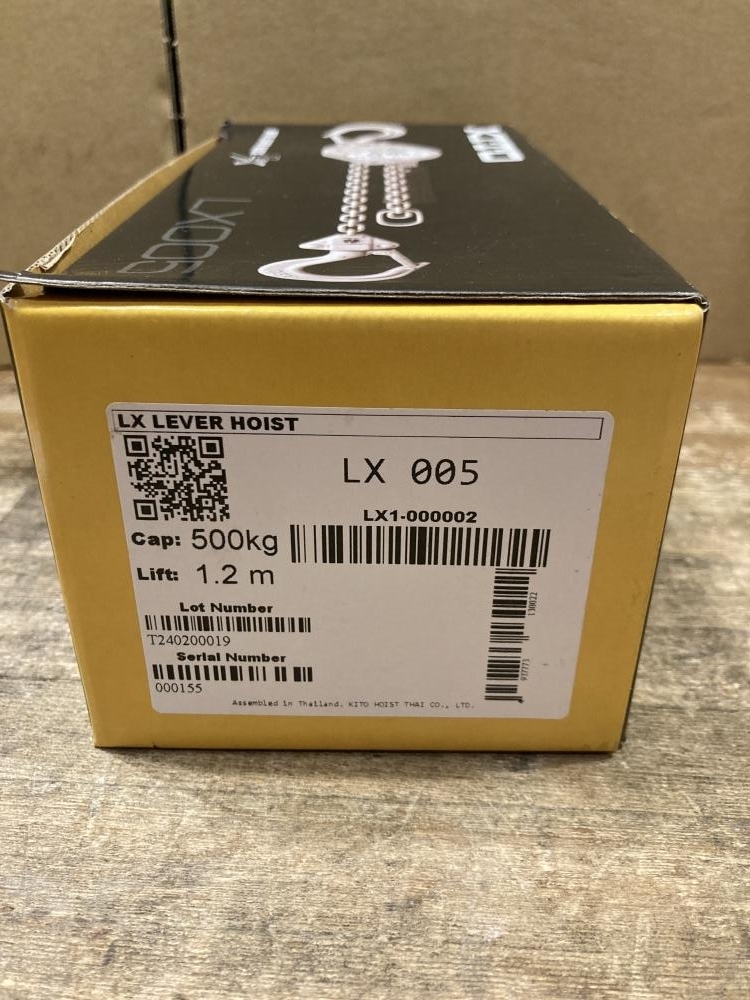 KITO
LX005
LX LEVER HOIST
LX 005
LX1-000002
Cap: 500kg
Lift: 1.2 m
Lot Number
T240200019
Serial Number
000155
Assembled in Thailand. KITO HOIST THAI CO., LTD.